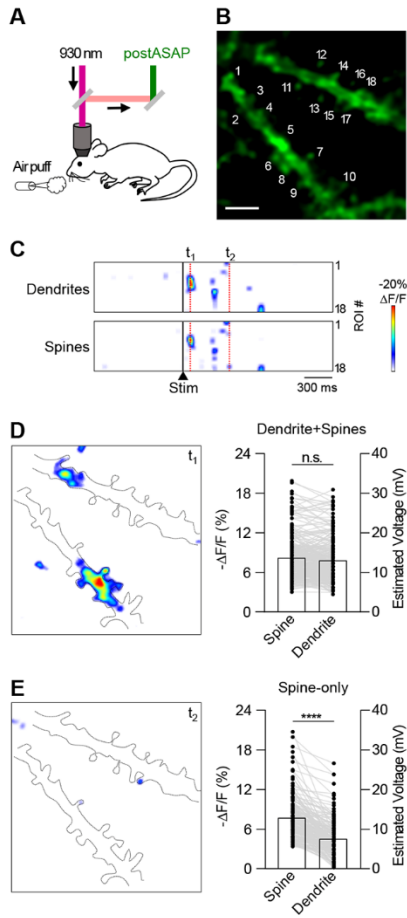 A
930 nm
postASAP
Air puff
B
1
2
3
4
5
6
7
8
9
10
11
12
13
14
15
16
17
18
C
t1
t2
Dendrites
1
18
ROI #
-20%
ΔF/F
Spines
1
18
Stim
300 ms
D
t1
Dendrite+Spines
n.s.
-ΔF/F (%)
24
18
12
6
0
Estimated Voltage (mV)
40
30
20
10
0
Spine
Dendrite
E
t2
Spine-only
****
-ΔF/F (%)
24
18
12
6
0
Estimated Voltage (mV)
40
30
20
10
0
Spine
Dendrite